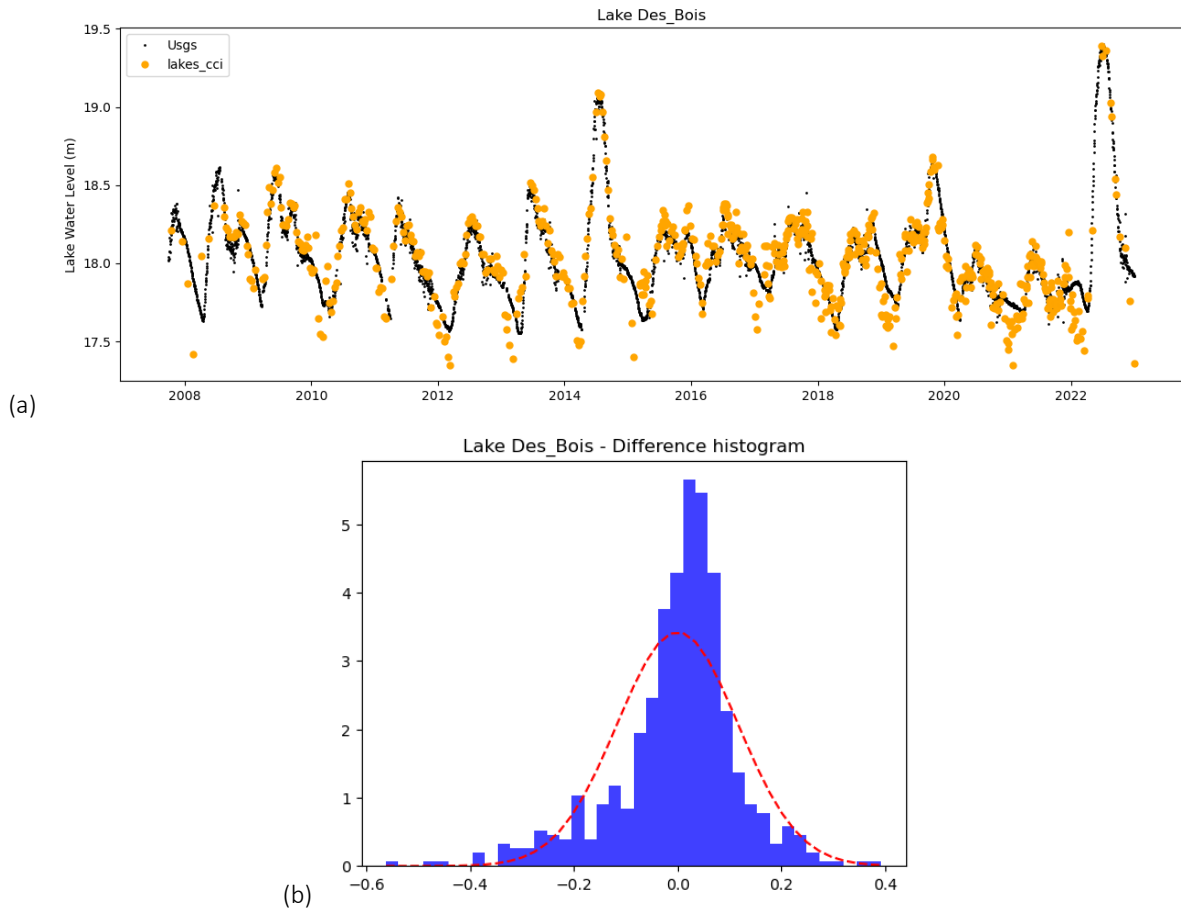 Lake Des_Bois
19.5
Usgs
lakes_cci
19.0
18.5
18.0
17.5
Lake Water Level (m)
2008 2010 2012 2014 2016 2018 2020 2022
(a)
Lake Des_Bois - Difference histogram
5
4
3
2
1
0
−0.6 −0.4 −0.2 0.0 0.2 0.4
(b)